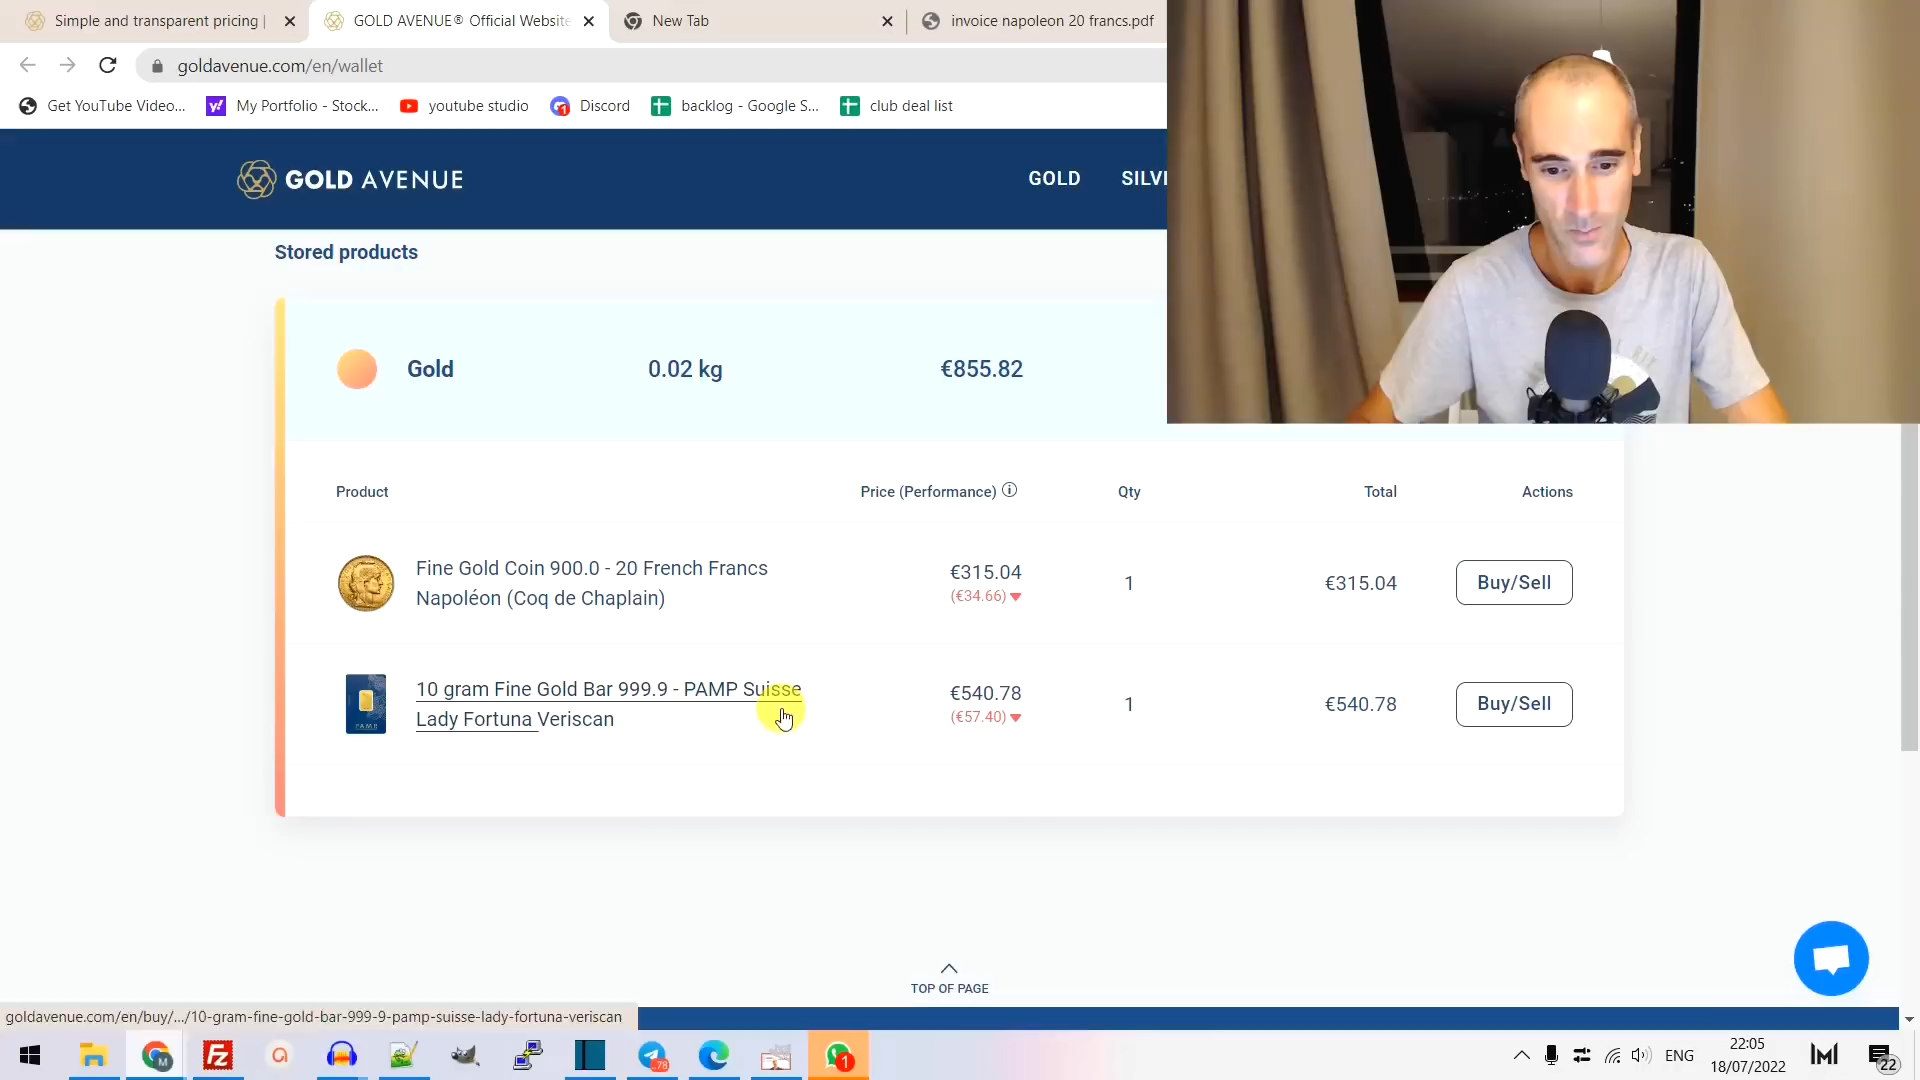 Simple and transparent pricing |
GOLD AVENUE® Official Website
New Tab
invoice napoleon 20 francs.pdf
goldavenue.com/en/wallet
Get YouTube Video...
My Portfolio - Stock...
youtube studio
Discord
backlog - Google S...
club deal list
GOLD AVENUE
GOLD
Stored products
Gold
0.02 kg
€855.82
Product
Price (Performance)
Qty
Total
Actions
Fine Gold Coin 900.0 - 20 French Francs
Napoléon (Coq de Chaplain)
€315.04
(€34.66)
1
€315.04
Buy/Sell
10 gram Fine Gold Bar 999.9 - PAMP Suisse
Lady Fortuna Veriscan
€540.78
(€57.40)
1
€540.78
Buy/Sell
TOP OF PAGE
goldavenue.com/en/buy/.../10-gram-fine-gold-bar-999-9-pamp-suisse-lady-fortuna-veriscan
78
1
ENG
22:05
18/07/2022
22